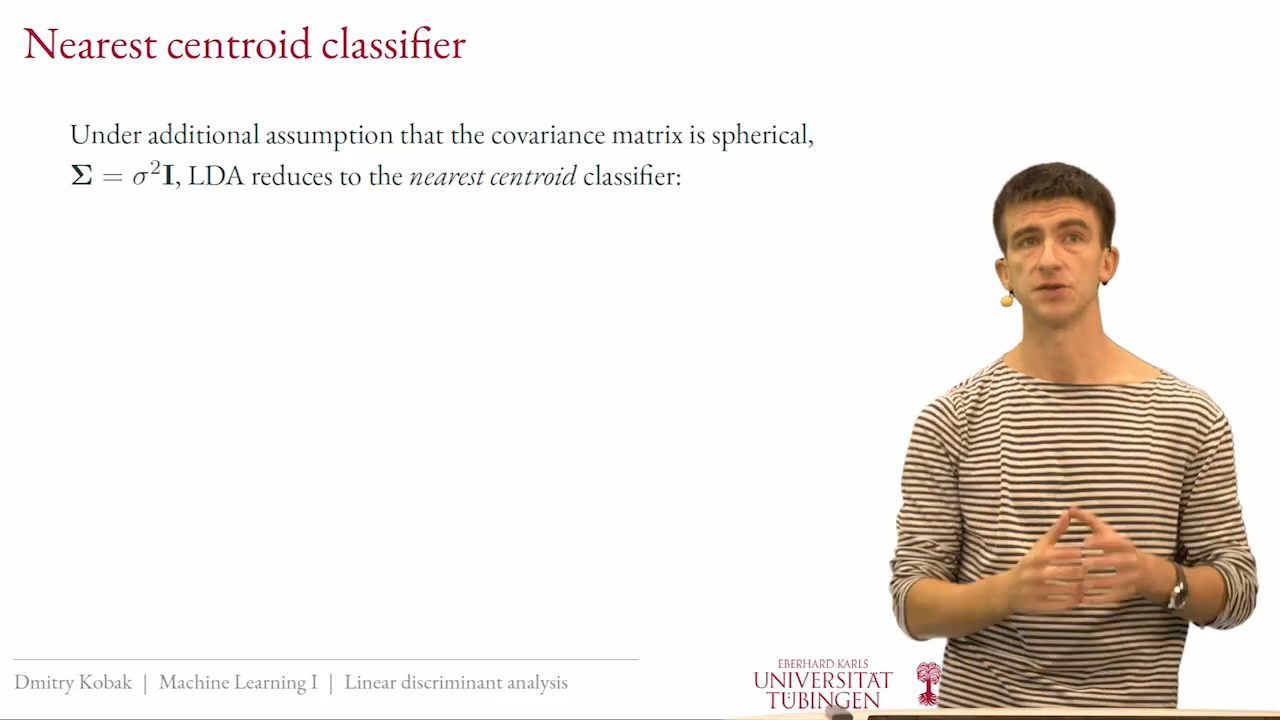 Nearest centroid classifier
Under additional assumption that the covariance matrix is spherical,
Σ = σ²I, LDA reduces to the nearest centroid classifier:
Dmitry Kobak | Machine Learning I | Linear discriminant analysis
EBERHARD KARLS
UNIVERSITÄT
TÜBINGEN